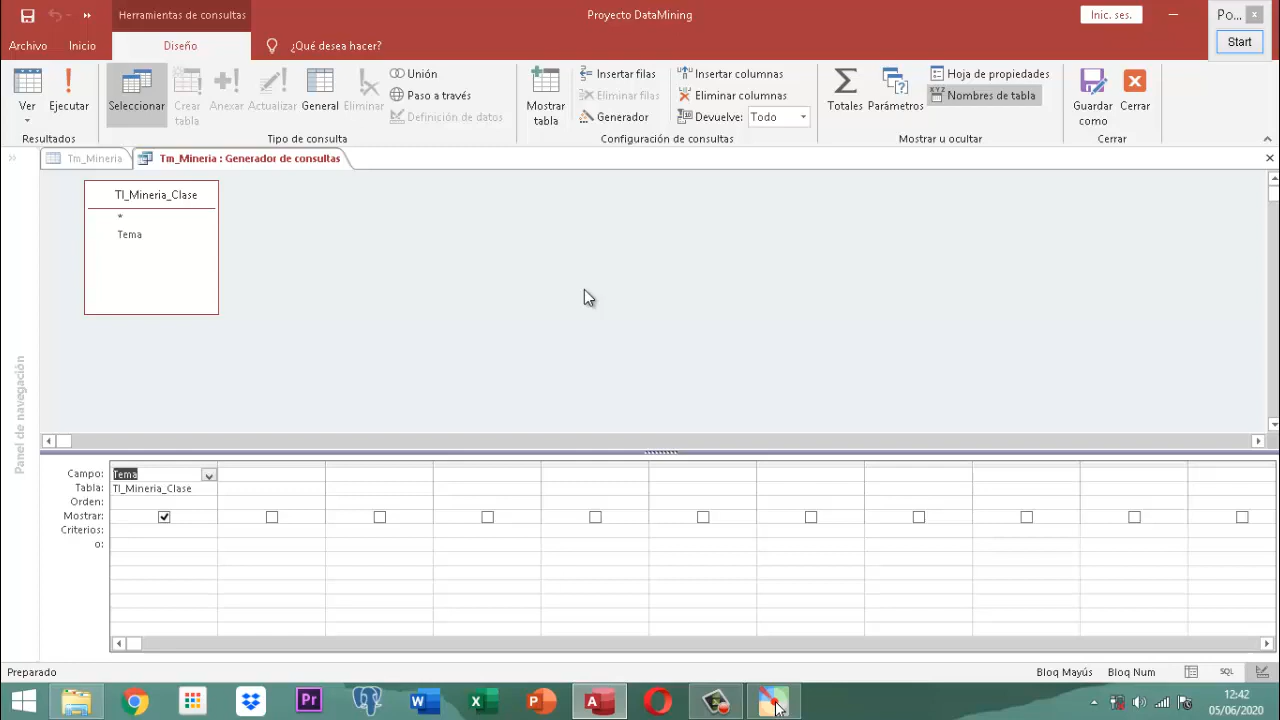 Herramientas de consultas
Proyecto DataMining
Inic. ses.
Po...
Start
Archivo
Inicio
Diseño
¿Qué desea hacer?
Ver
Ejecutar
Resultados
Seleccionar
Crear tabla
Anexar
Actualizar
General
Eliminar
Unión
Paso a través
Definición de datos
Tipo de consulta
Mostrar tabla
Insertar filas
Eliminar filas
Generador
Insertar columnas
Eliminar columnas
Devuelve: Todo
Configuración de consultas
Totales
Parámetros
Hoja de propiedades
Nombres de tabla
Mostrar u ocultar
Guardar como
Cerrar
Cerrar
Tm_Mineria
Tm_Mineria : Generador de consultas
Tl_Mineria_Clase
*
Tema
Panel de navegación
Campo: Tema
Tabla: Tl_Mineria_Clase
Orden:
Mostrar:
Criterios:
o:
Preparado
Bloq Mayús
Bloq Num
SQL
Pr
12:42
05/06/2020